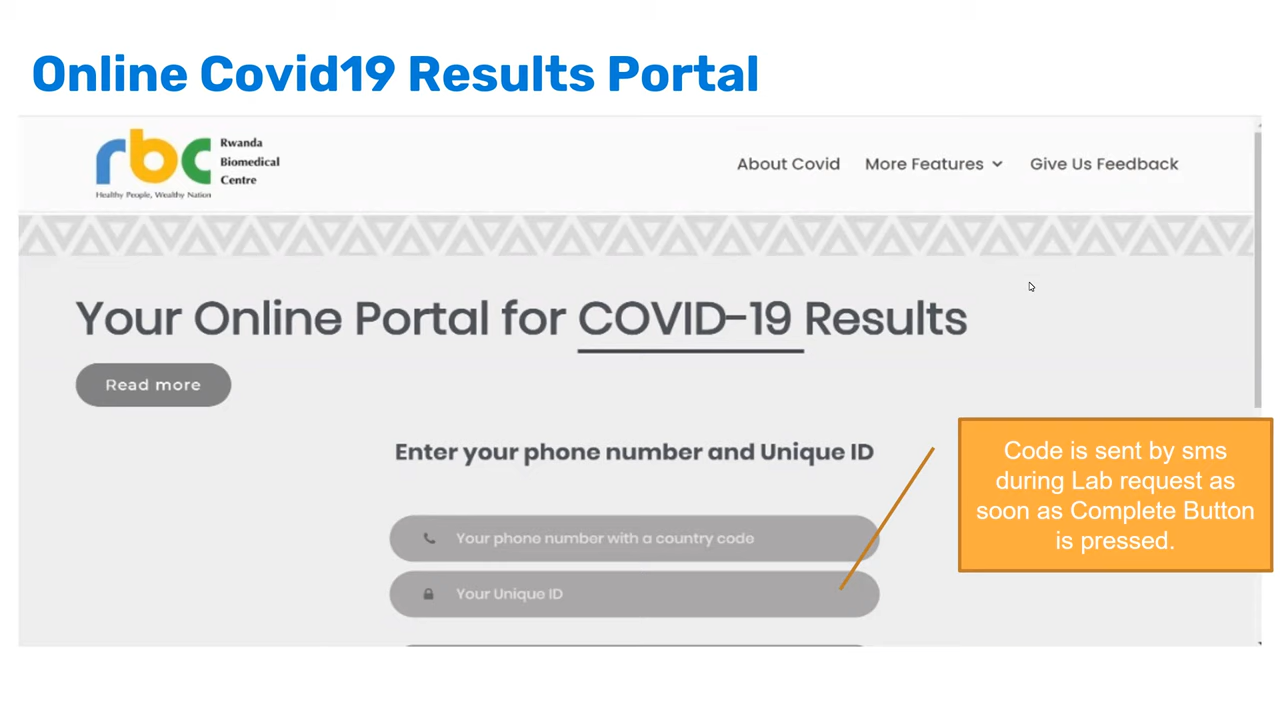 Online Covid19 Results Portal
rbc
Rwanda
Biomedical
Centre
Healthy People, Wealthy Nation
About Covid
More Features
Give Us Feedback
Your Online Portal for COVID-19 Results
Read more
Enter your phone number and Unique ID
Your phone number with a country code
Your Unique ID
Code is sent by sms
during Lab request as
soon as Complete Button
is pressed.